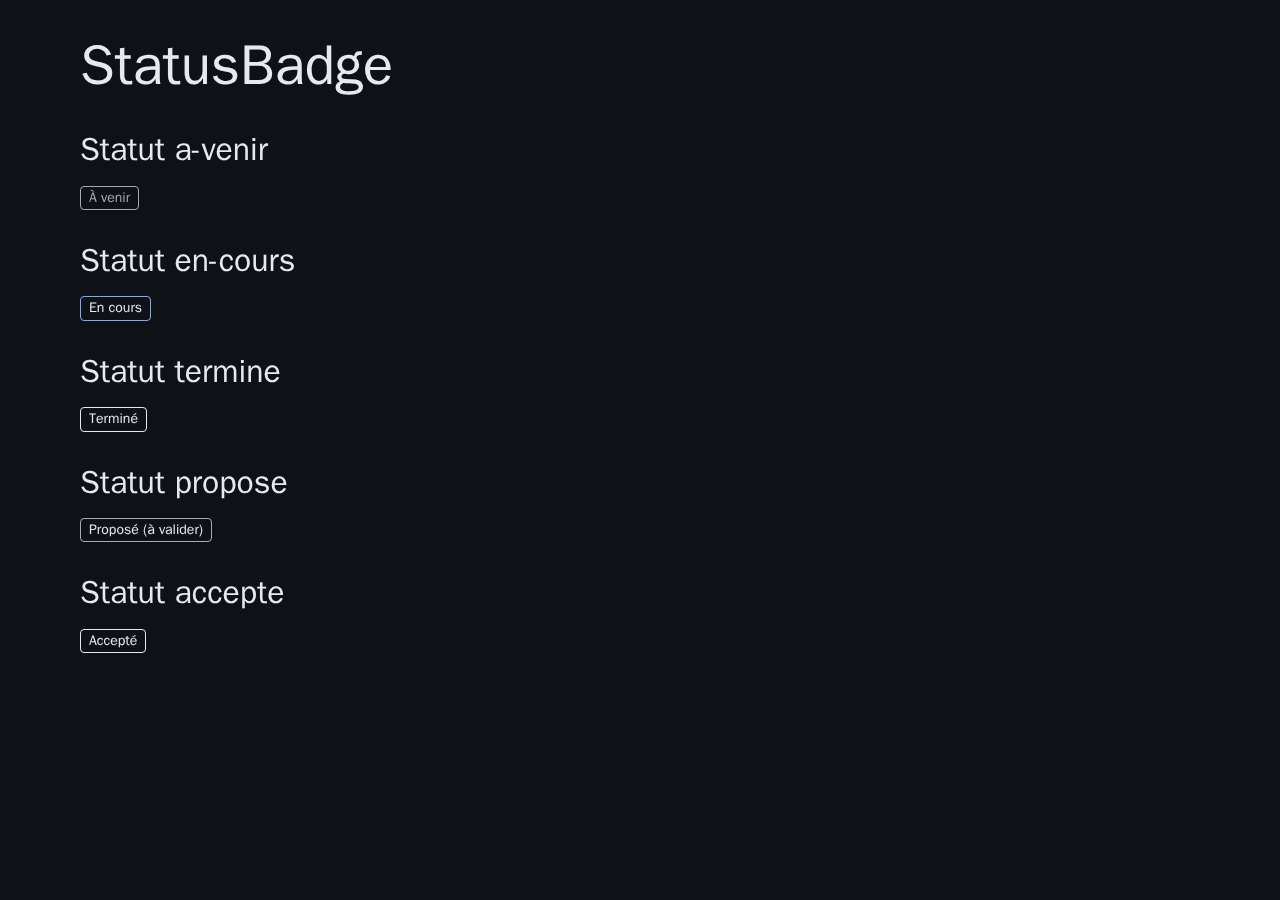 StatusBadge
Statut a-venir
À venir
Statut en-cours
En cours
Statut termine
Terminé
Statut propose
Proposé (à valider)
Statut accepte
Accepté